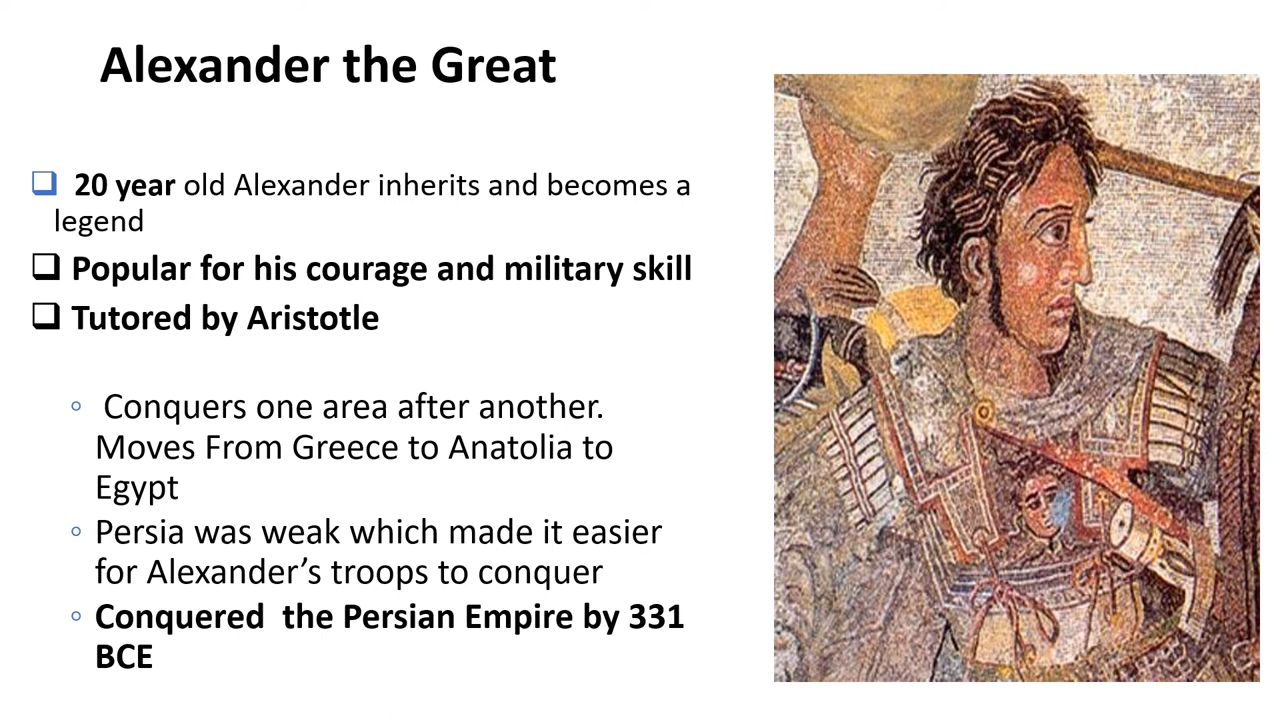 Alexander the Great
❑ 20 year old Alexander inherits and becomes a
legend
❑ Popular for his courage and military skill
❑ Tutored by Aristotle
◦ Conquers one area after another.
Moves From Greece to Anatolia to
Egypt
◦ Persia was weak which made it easier
for Alexander’s troops to conquer
◦ Conquered the Persian Empire by 331
BCE